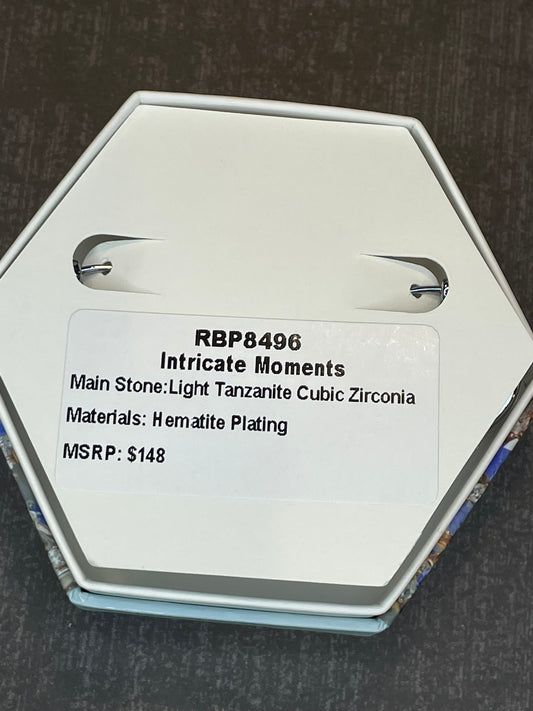 RBP8496
Intricate Moments
Main Stone:Light Tanzanite Cubic Zirconia
Materials: Hematite Plating
MSRP: $148